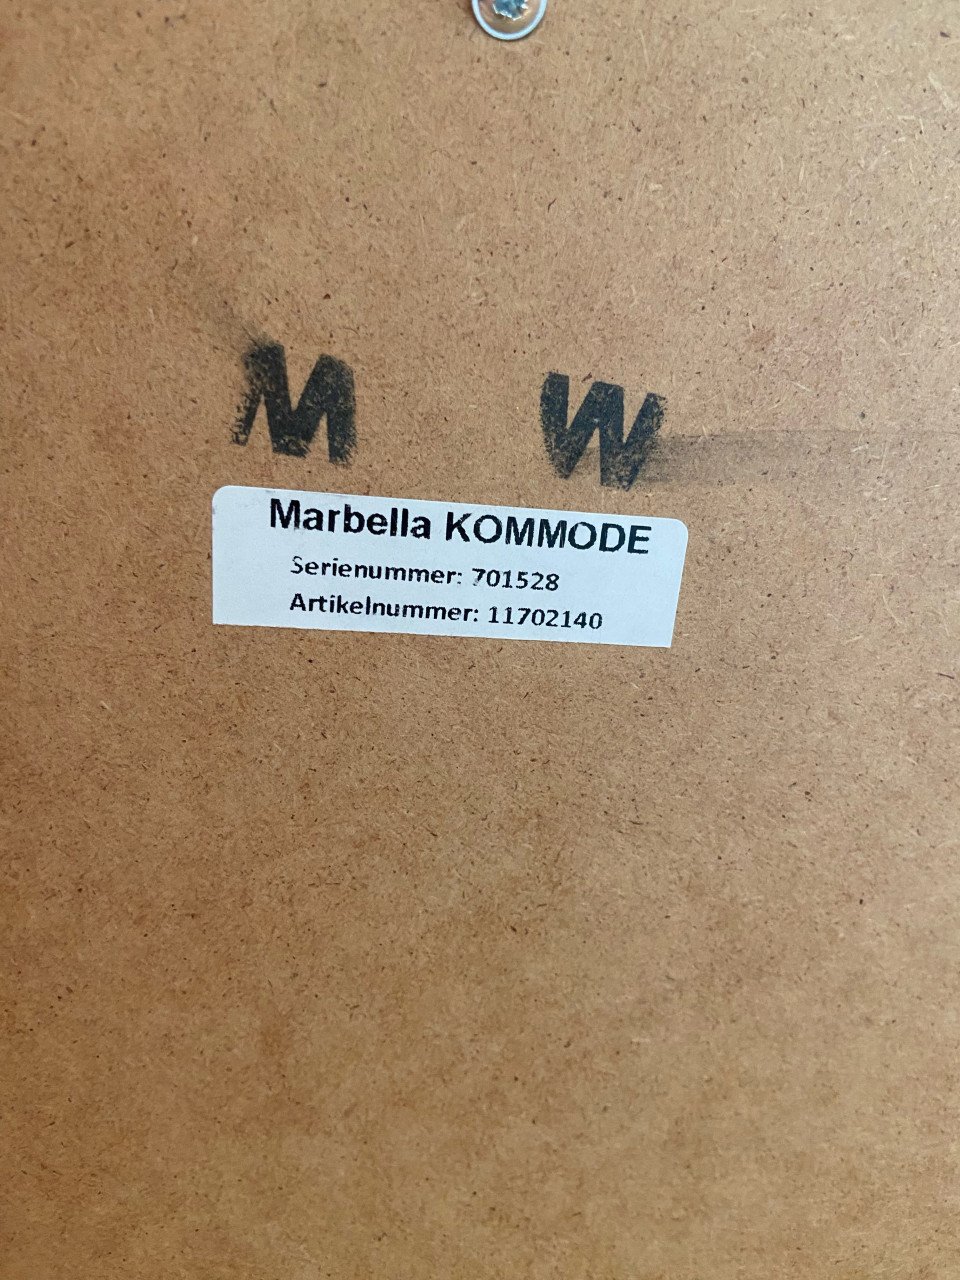 M W
Marbella KOMMODE
Serienummer: 701528
Artikelnummer: 11702140